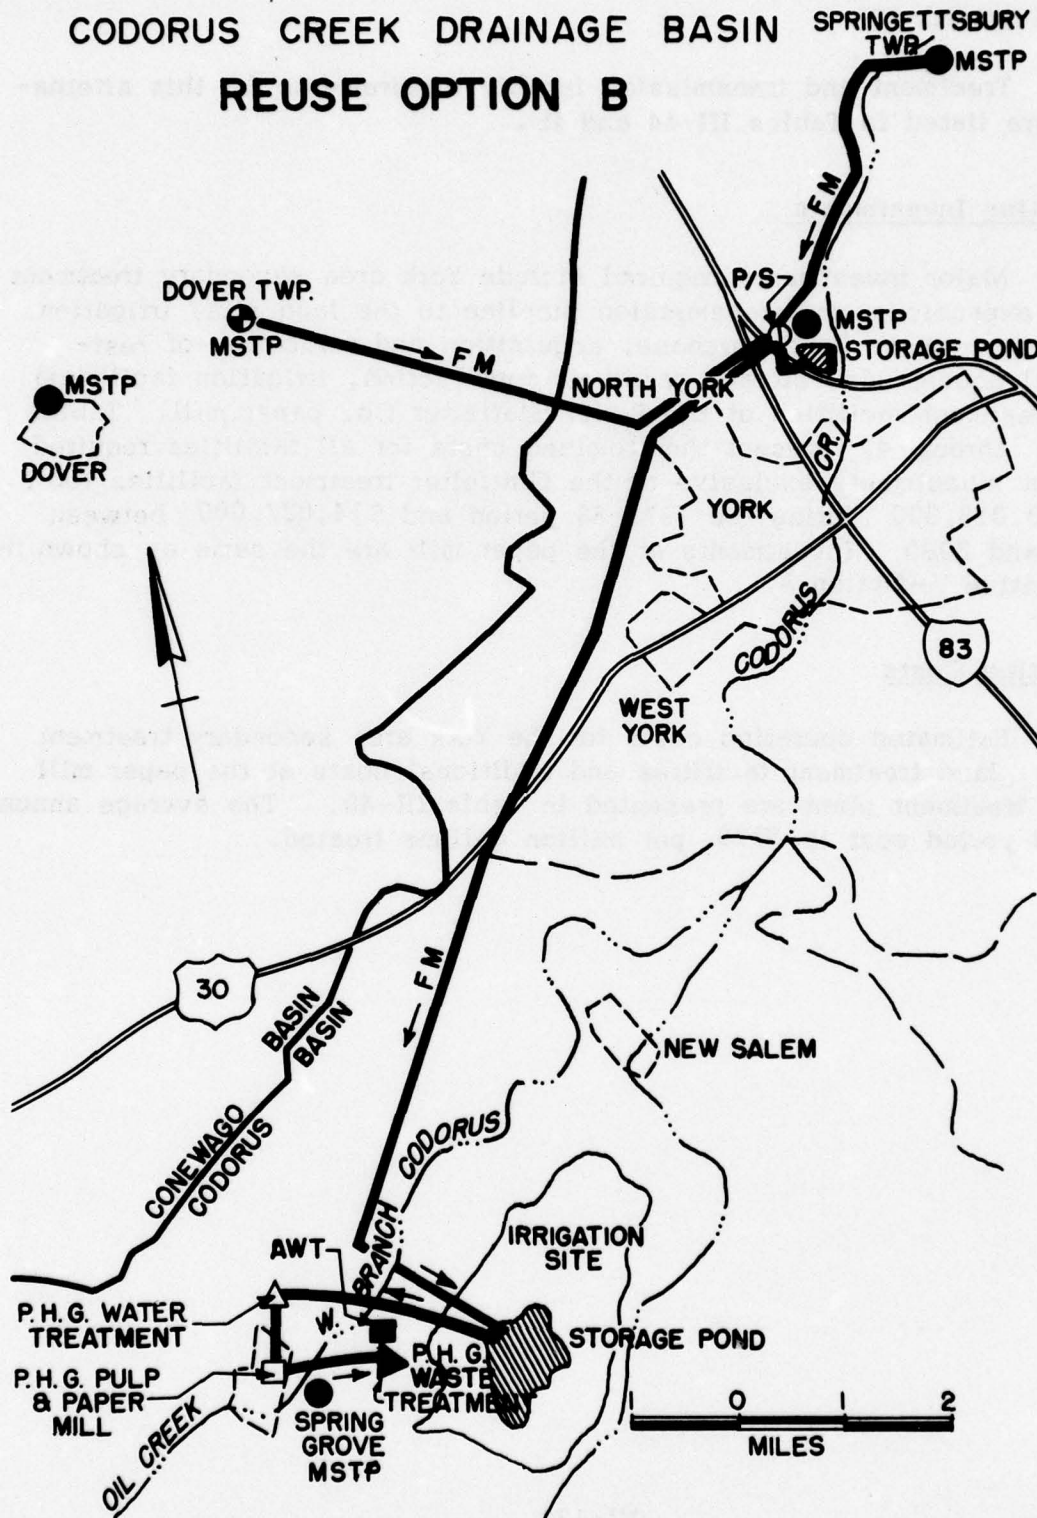 CODORUS CREEK DRAINAGE BASIN
REUSE OPTION B
SPRINGETTSBURY
TWP.
MSTP
FM
P/S
DOVER TWP.
MSTP
FM
MSTP
STORAGE POND
NORTH YORK
MSTP
DOVER
CR.
YORK
CODORUS
83
WEST
YORK
FM
30
BASIN
BASIN
NEW SALEM
CONEWAGO
CODORUS
CODORUS
BRANCH
W.
AWT
IRRIGATION
SITE
P.H.G. WATER
TREATMENT
STORAGE POND
P.H.G.
WASTE
TREATMENT
P.H.G. PULP
& PAPER
MILL
SPRING
GROVE
MSTP
OIL CREEK
0 2
MILES